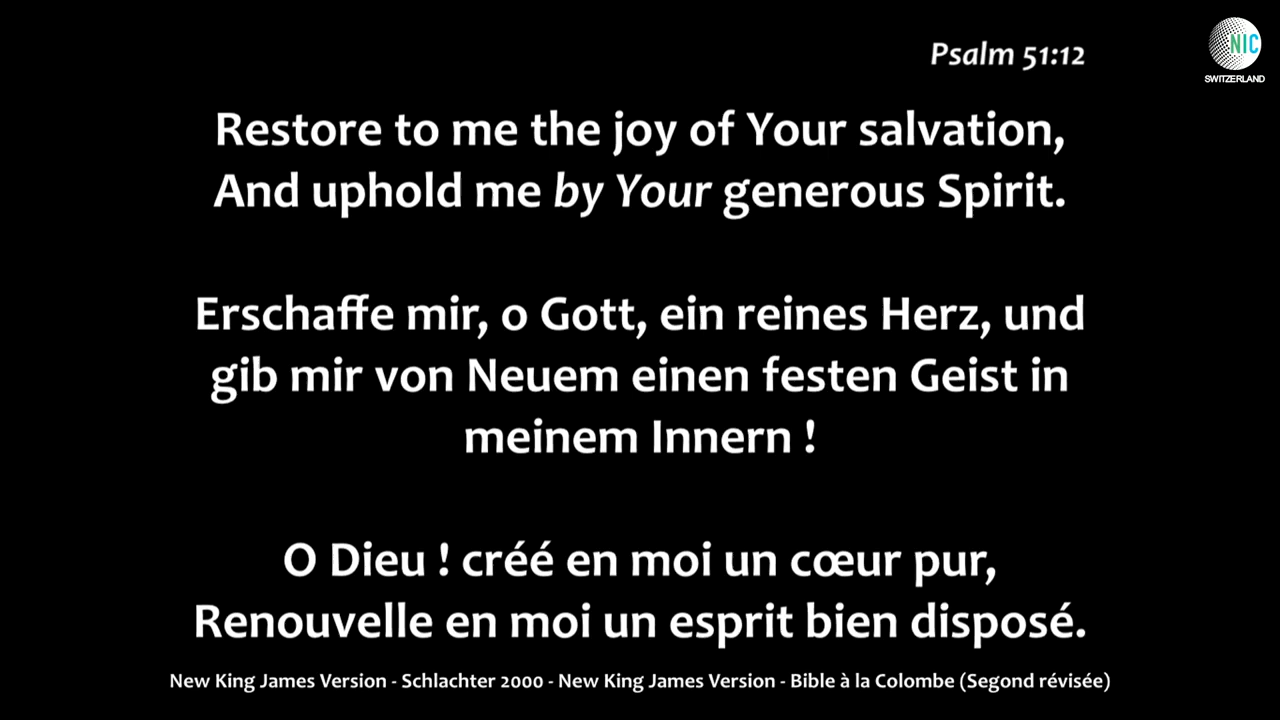 Psalm 51:12
NIC
SWITZERLAND
Restore to me the joy of Your salvation,
And uphold me by Your generous Spirit.
Erschaffe mir, o Gott, ein reines Herz, und
gib mir von Neuem einen festen Geist in
meinem Innern !
O Dieu ! créé en moi un cœur pur,
Renouvelle en moi un esprit bien disposé.
New King James Version - Schlachter 2000 - New King James Version - Bible à la Colombe (Segond révisée)